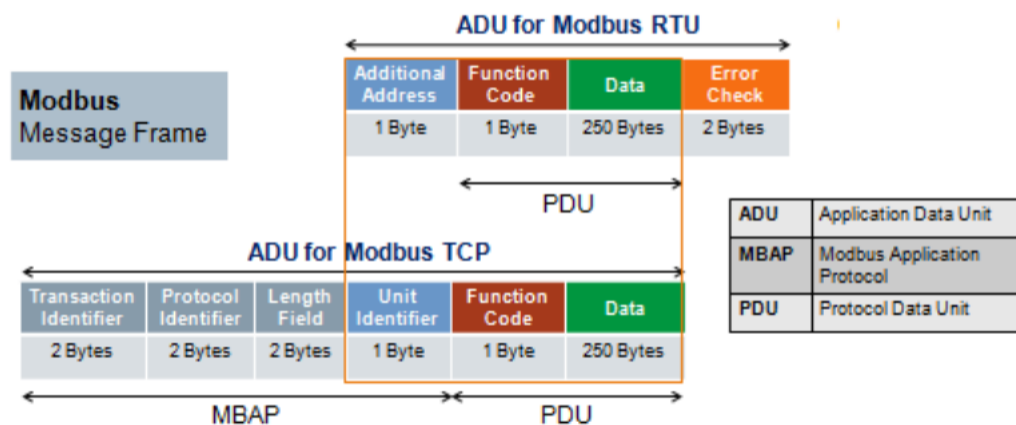 ADU for Modbus RTU
Modbus
Message Frame
Additional Address
Function Code
Data
Error Check
1 Byte
1 Byte
250 Bytes
2 Bytes
PDU
ADU for Modbus TCP
Transaction Identifier
Protocol Identifier
Length Field
Unit Identifier
Function Code
Data
2 Bytes
2 Bytes
2 Bytes
1 Byte
1 Byte
250 Bytes
MBAP
PDU
ADU Application Data Unit
MBAP Modbus Application
Protocol
PDU Protocol Data Unit